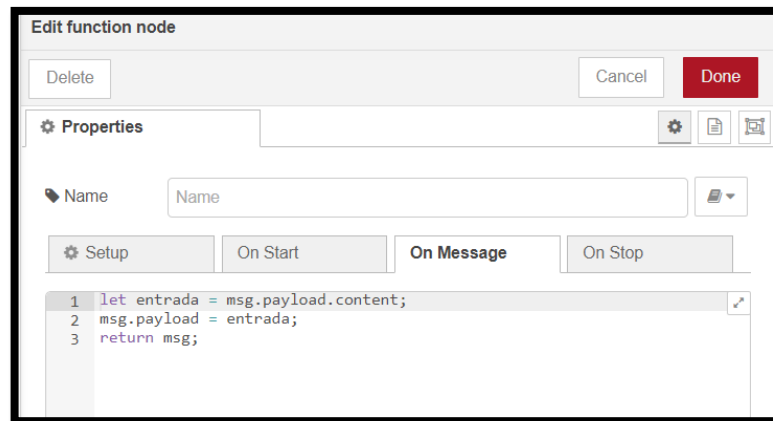 Edit function node
Delete
Cancel
Done
Properties
Name
Name
Setup
On Start
On Message
On Stop
1 let entrada = msg.payload.content;
2 msg.payload = entrada;
3 return msg;